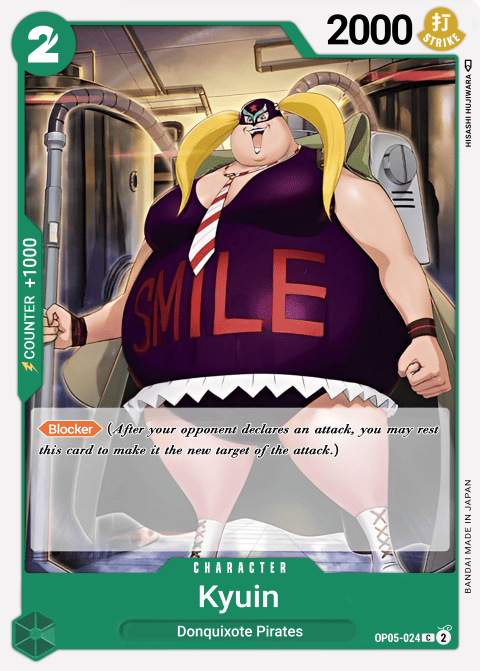 2
2000
打
STRIKE
HISASHI HUJIWARA
COUNTER +1000
SMILE
Blocker (After your opponent declares an attack, you may rest
this card to make it the new target of the attack.)
BANDAI MADE IN JAPAN
CHARACTER
Kyuin
Donquixote Pirates
OP05-024 C 2